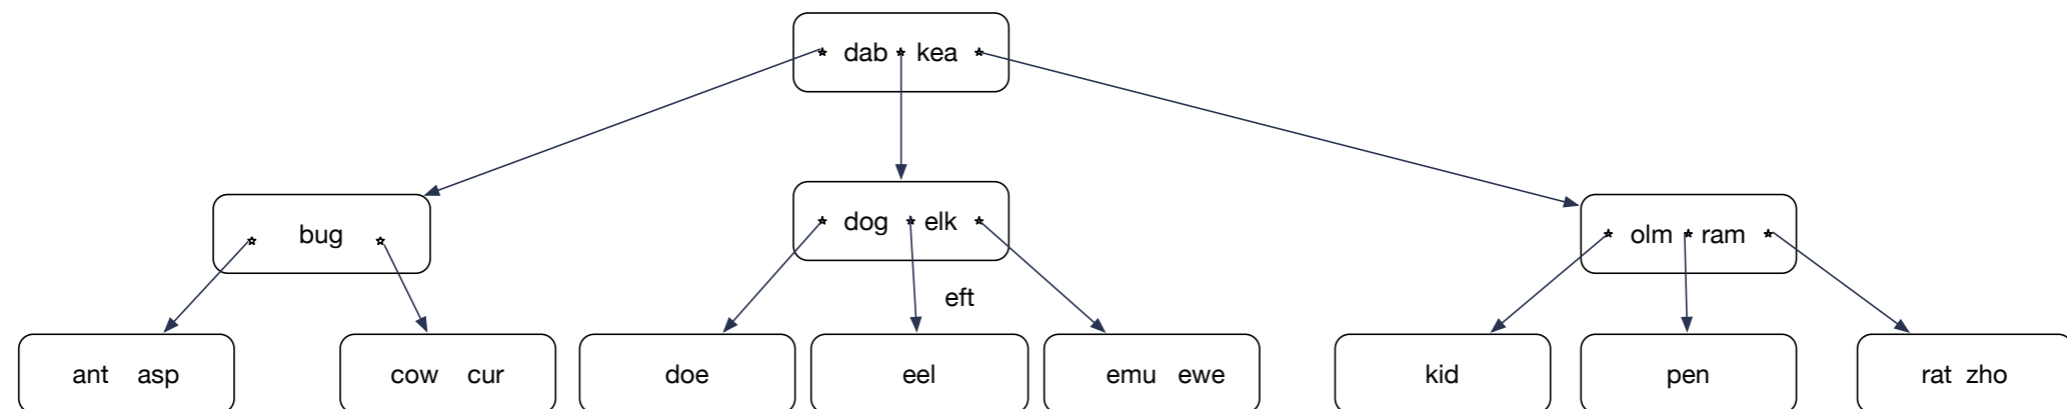 dab kea
bug
dog elk
olm ram
eft
ant asp
cow cur
doe
eel
emu ewe
kid
pen
rat zho